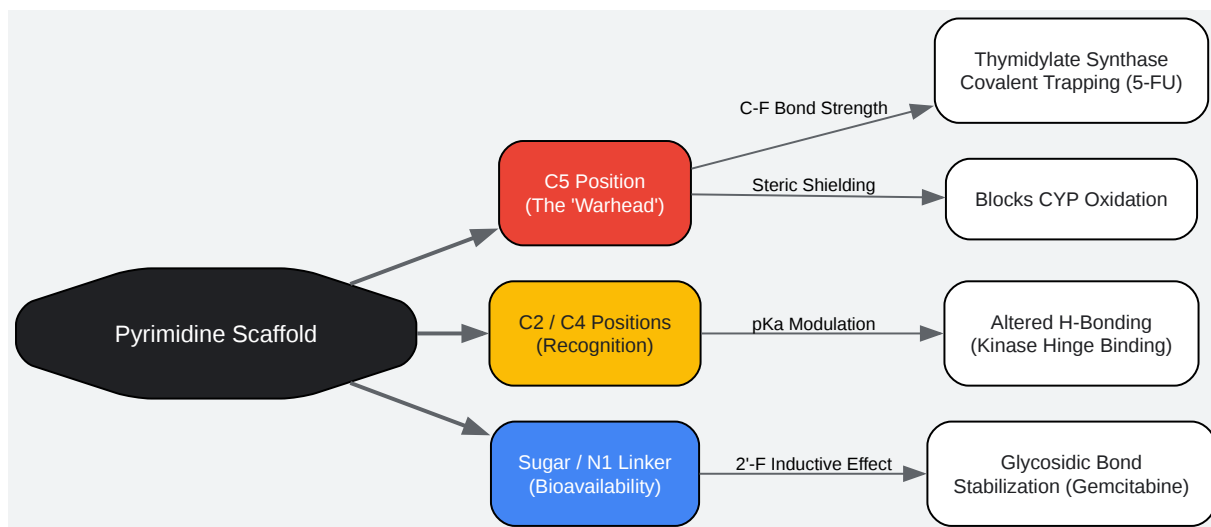 Pyrimidine Scaffold
C5 Position
(The 'Warhead')
C2 / C4 Positions
(Recognition)
Sugar / N1 Linker
(Bioavailability)
C-F Bond Strength
Steric Shielding
pKa Modulation
2'-F Inductive Effect
Thymidylate Synthase
Covalent Trapping (5-FU)
Blocks CYP Oxidation
Altered H-Bonding
(Kinase Hinge Binding)
Glycosidic Bond
Stabilization (Gemcitabine)